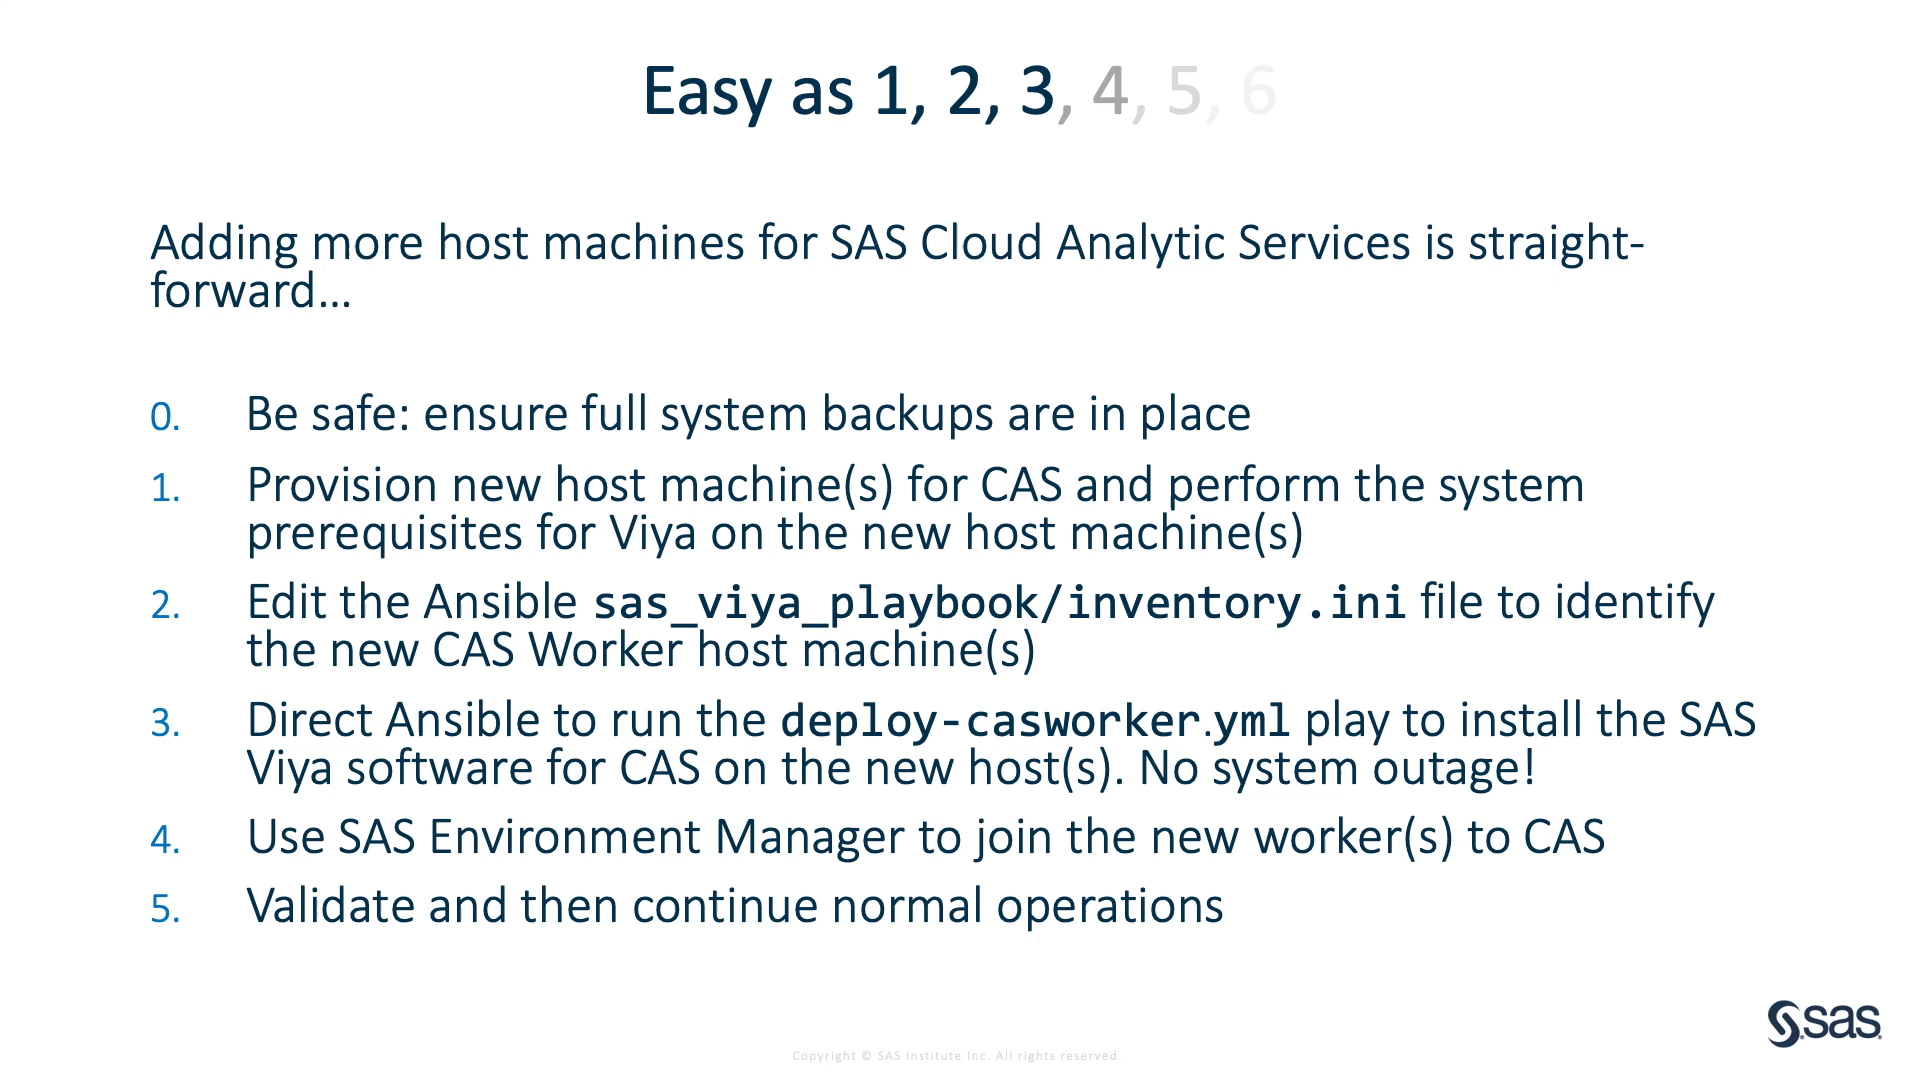 Easy as 1, 2, 3, 4, 5, 6
Adding more host machines for SAS Cloud Analytic Services is straight-
forward…
0. Be safe: ensure full system backups are in place
1. Provision new host machine(s) for CAS and perform the system
prerequisites for Viya on the new host machine(s)
2. Edit the Ansible sas_viya_playbook/inventory.ini file to identify
the new CAS Worker host machine(s)
3. Direct Ansible to run the deploy-casworker.yml play to install the SAS
Viya software for CAS on the new host(s). No system outage!
4. Use SAS Environment Manager to join the new worker(s) to CAS
5. Validate and then continue normal operations
sas
Copyright © SAS Institute Inc. All rights reserved.